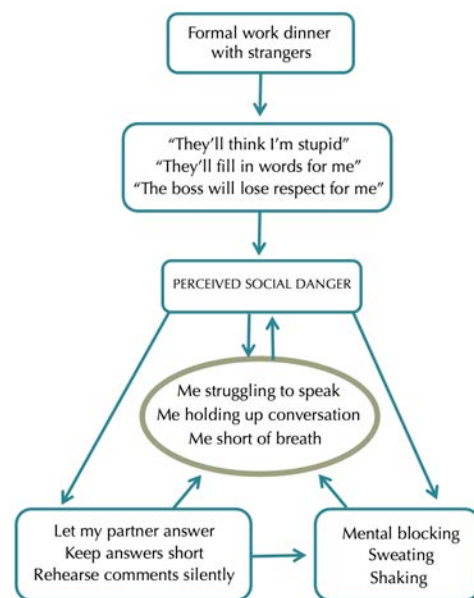 Formal work dinner
with strangers
“They’ll think I’m stupid”
“They’ll fill in words for me”
“The boss will lose respect for me”
PERCEIVED SOCIAL DANGER
Me struggling to speak
Me holding up conversation
Me short of breath
Let my partner answer
Keep answers short
Rehearse comments silently
Mental blocking
Sweating
Shaking